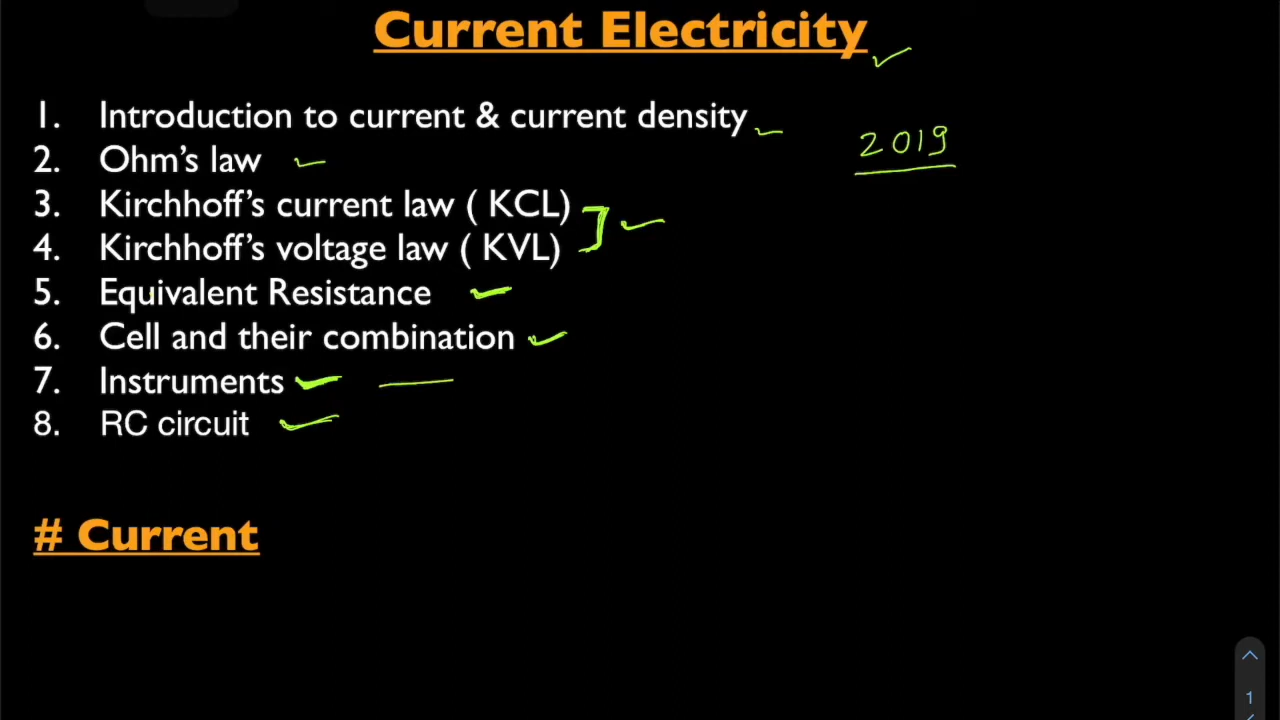 Current Electricity
1. Introduction to current & current density
2019
2. Ohm’s law
3. Kirchhoff’s current law ( KCL)
4. Kirchhoff’s voltage law ( KVL)
5. Equivalent Resistance
6. Cell and their combination
7. Instruments
8. RC circuit
# Current
1